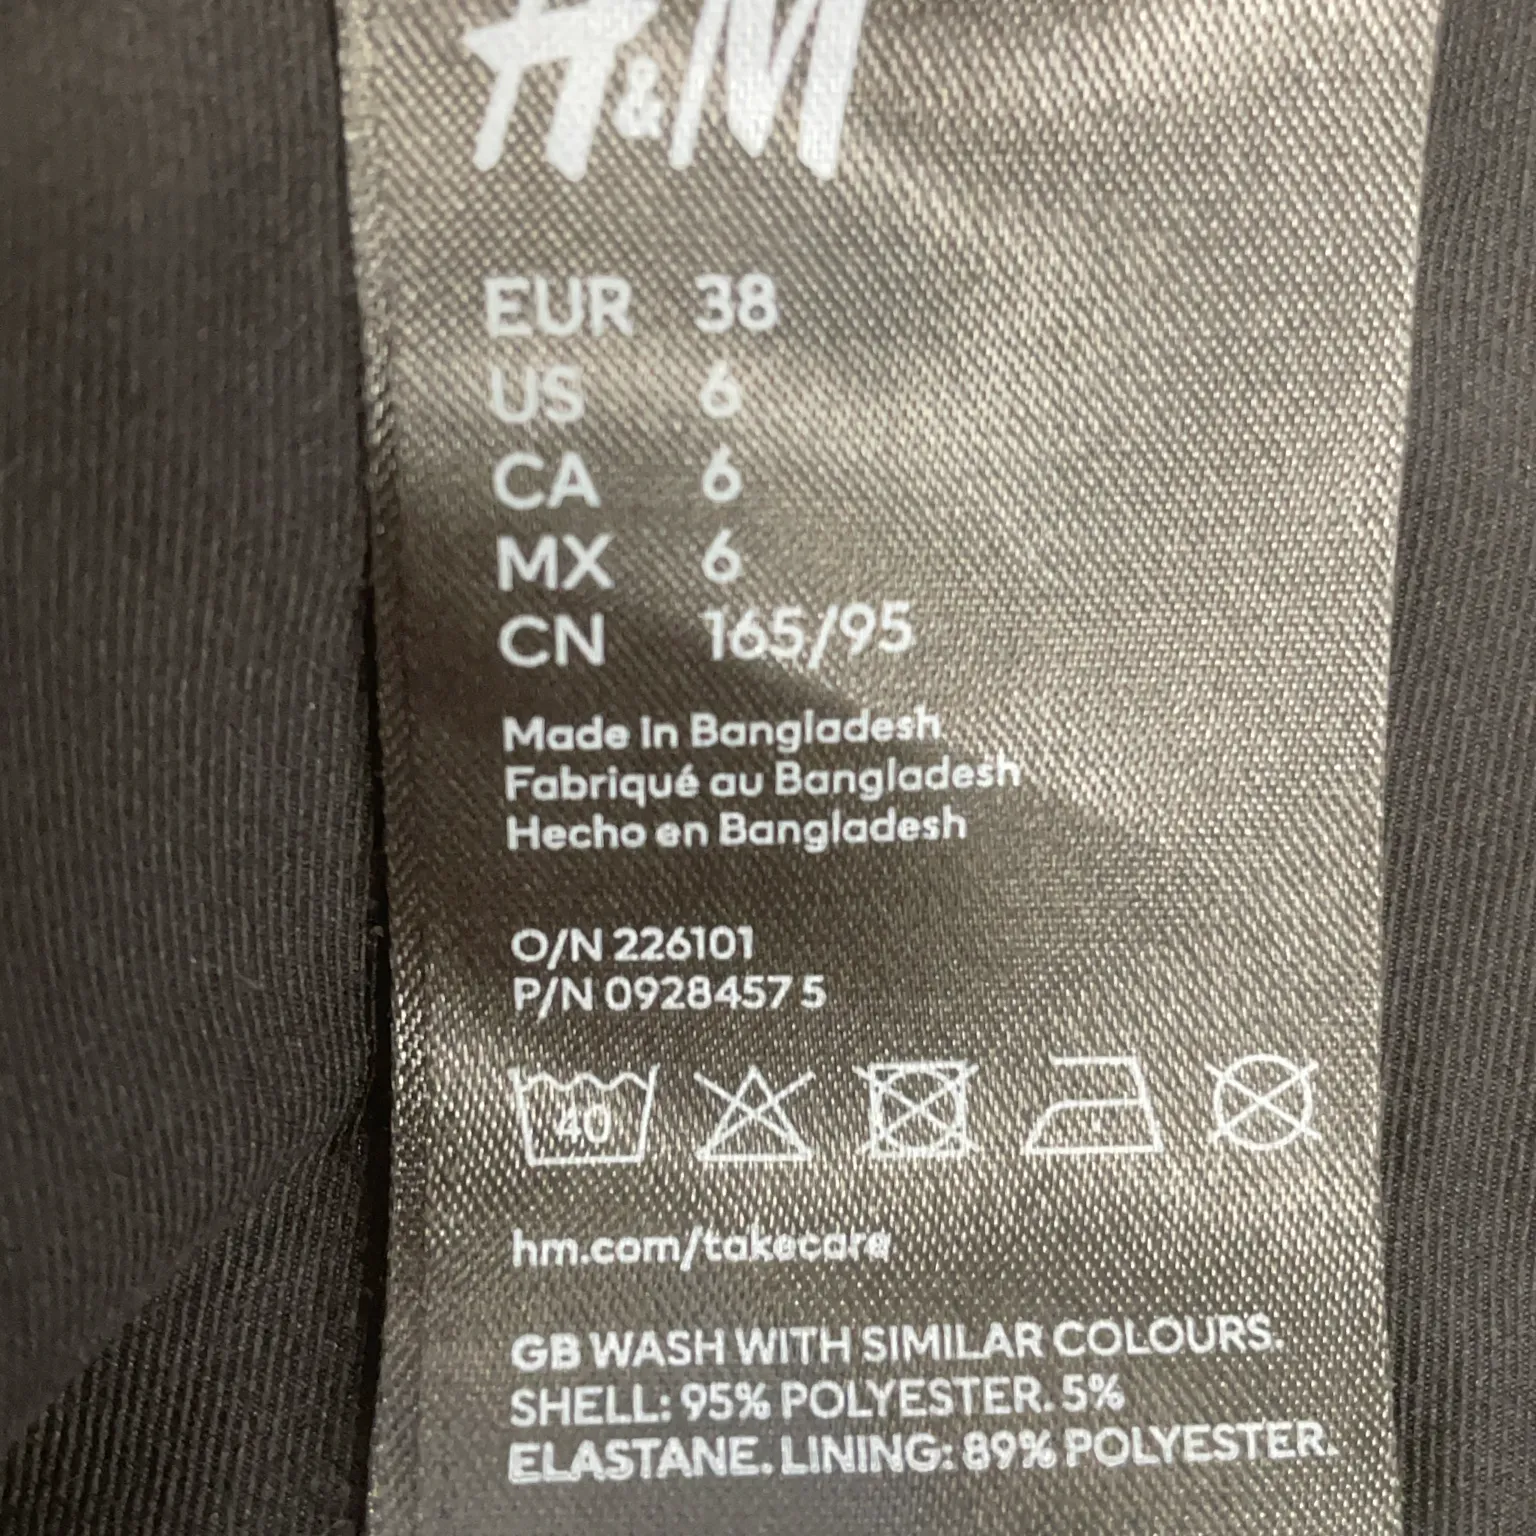 H&M
EUR 38
US 6
CA 6
MX 6
CN 165/95
Made in Bangladesh
Fabriqué au Bangladesh
Hecho en Bangladesh
O/N 226101
P/N 0928457 5
40
hm.com/takecare
GB WASH WITH SIMILAR COLOURS.
SHELL: 95% POLYESTER. 5%
ELASTANE. LINING: 89% POLYESTER.